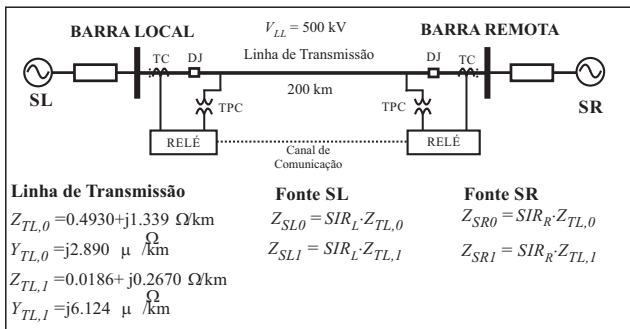 BARRA LOCAL
V_LL = 500 kV
BARRA REMOTA
TC
DJ
Linha de Transmissão
DJ
TC
SL
200 km
SR
TPC
TPC
RELÉ
Canal de
Comunicação
RELÉ
Linha de Transmissão
Z_TL,0 =0.4930+j1.339 Ω/km
Y_TL,0 =j2.890 μ Ω/km
Z_TL,1 =0.0186+ j0.2670 Ω/km
Y_TL,1 =j6.124 μ Ω/km
Fonte SL
Z_SL0 = SIR_L·Z_TL,0
Z_SL1 = SIR_L·Z_TL,1
Fonte SR
Z_SR0 = SIR_R·Z_TL,0
Z_SR1 = SIR_R·Z_TL,1